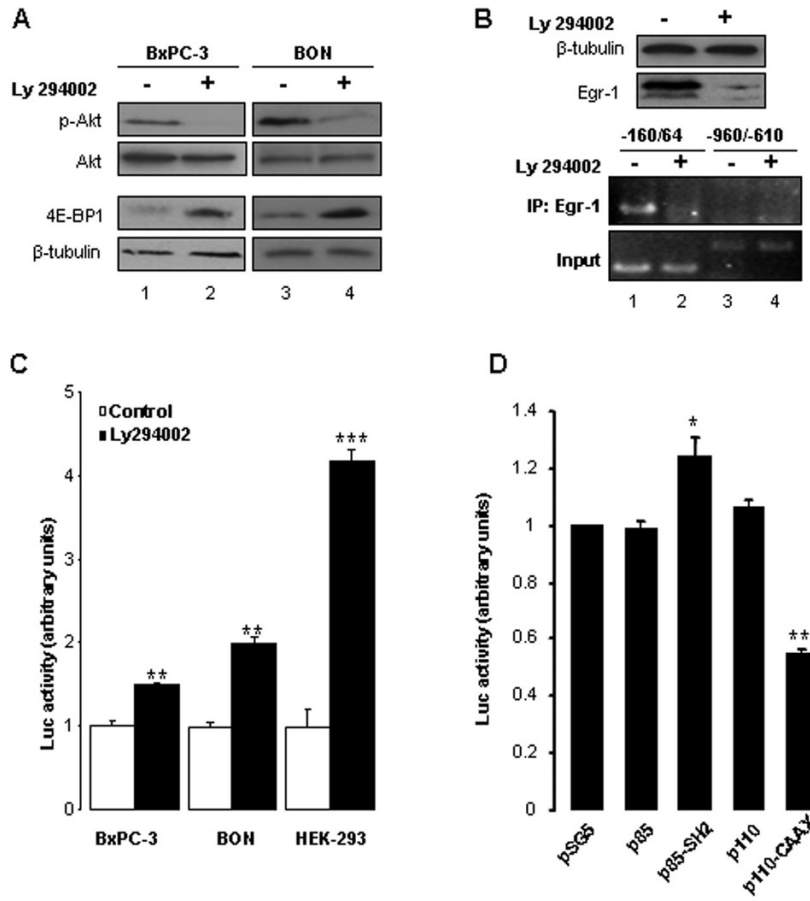 A
BxPC-3 BON
Ly 294002 - + - +
p-Akt
Akt
4E-BP1
β-tubulin
1 2 3 4
B
Ly 294002 - +
β-tubulin
Egr-1
-160/64 -960/-610
Ly 294002 - + - +
IP: Egr-1
Input
1 2 3 4
C
Luc activity (arbitrary units)
5
4
3
2
1
0
Control
Ly294002
**
**
***
BxPC-3 BON HEK-293
D
Luc activity (arbitrary units)
1.4
1.2
1
0.8
0.6
0.4
0.2
0
*
**
pSG5
p85
p85-SH2
p110
p110-CAAX